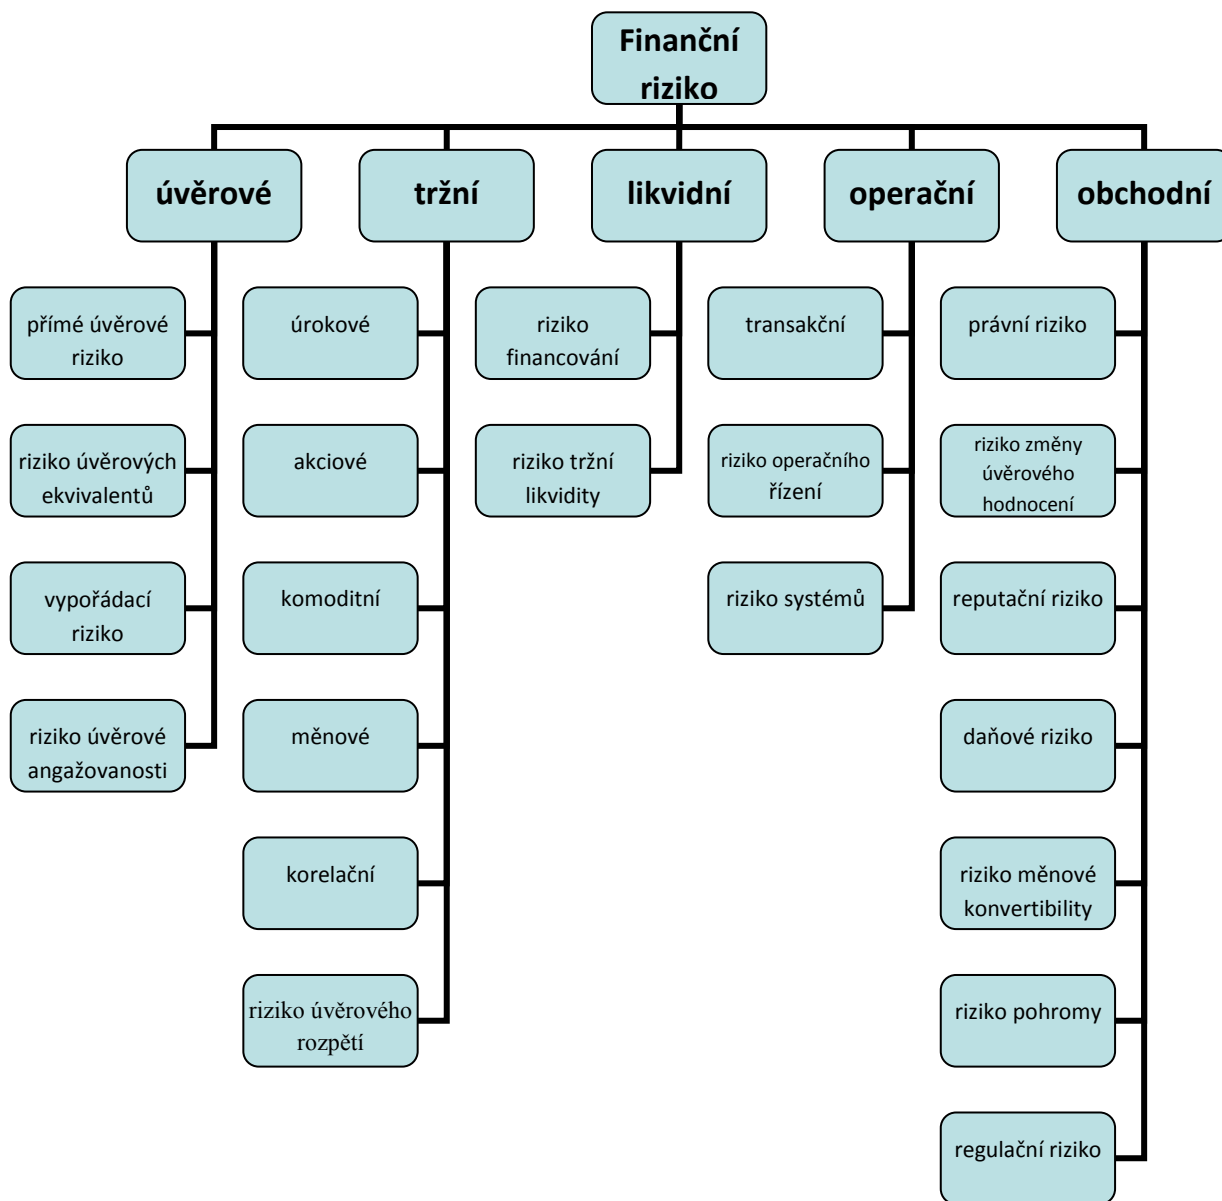 Finanční
riziko
úvěrové
tržní
likvidní
operační
obchodní
přímé úvěrové
riziko
úrokové
riziko
financování
transakční
právní riziko
riziko úvěrových
ekvivalentů
akciové
riziko tržní
likvidity
riziko operačního
řízení
riziko změny
úvěrového
hodnocení
vypořádací
riziko
komoditní
riziko systémů
reputační riziko
riziko úvěrové
angažovanosti
měnové
daňové riziko
korelační
riziko měnové
konvertibility
riziko úvěrového
rozpětí
riziko pohromy
regulační riziko